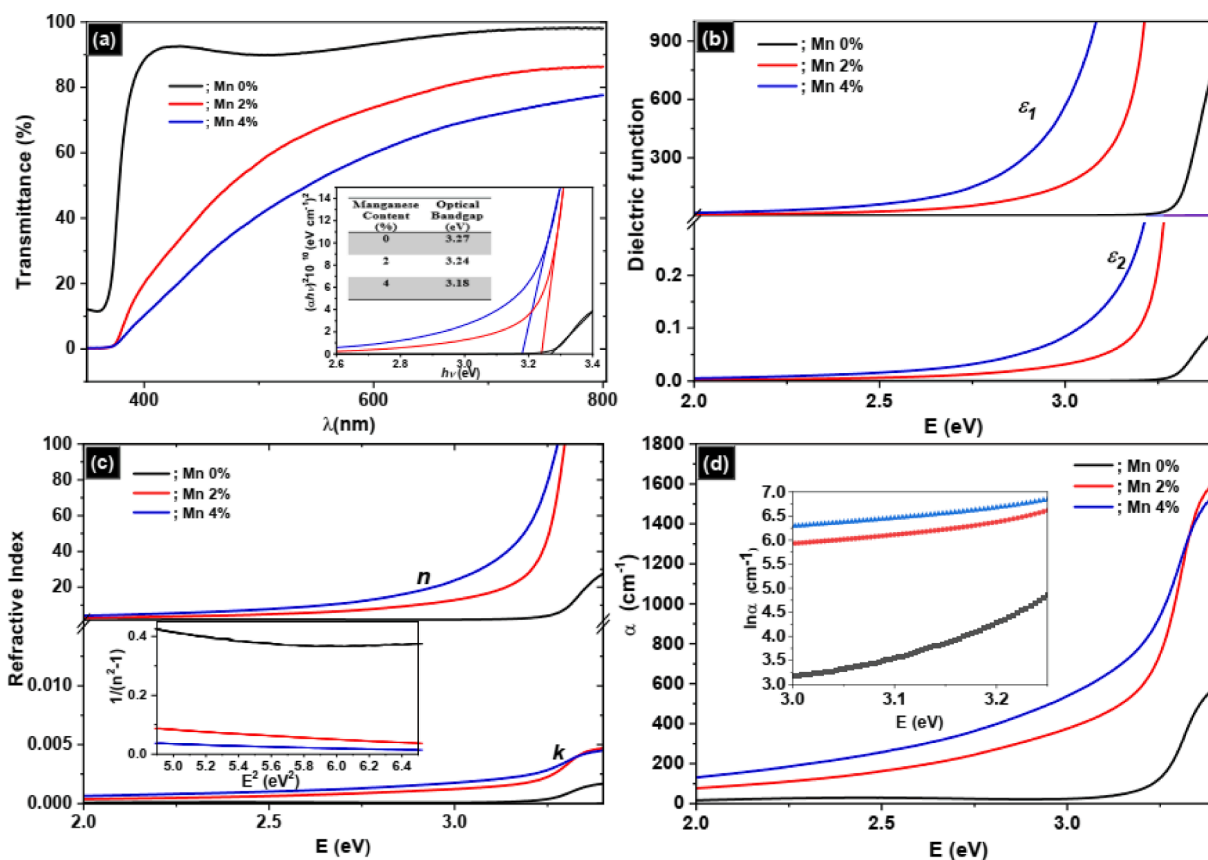 (a)
; Mn 0%
; Mn 2%
; Mn 4%
Transmittance (%)
100
80
60
40
20
0
400
600
800
λ(nm)
Manganese Content (%)
Optical Bandgap (eV)
0 3.27
2 3.24
4 3.18
(αhν)²10⁻¹⁰(eV cm⁻¹)²
14
12
10
8
6
4
2
0
2.6 2.8 3.0 3.2 3.4
hν(eV)
(b)
; Mn 0%
; Mn 2%
; Mn 4%
Dielctric function
900
600
300
0.2
0.1
0.0
ε1
ε2
2.0 2.5 3.0
E (eV)
(c)
; Mn 0%
; Mn 2%
; Mn 4%
Refractive Index
100
80
60
40
20
0.010
0.005
0.000
n
k
1/(n²-1)
0.4
0.2
0.0
5.0 5.2 5.4 5.6 5.8 6.0 6.2 6.4
E² (eV²)
2.0 2.5 3.0
E (eV)
(d)
; Mn 0%
; Mn 2%
; Mn 4%
α (cm⁻¹)
1800
1600
1400
1200
1000
800
600
400
200
0
lnα (cm⁻¹)
7.0
6.5
6.0
5.5
5.0
4.5
4.0
3.5
3.0
3.0 3.1 3.2
E (eV)
2.0 2.5 3.0
E (eV)